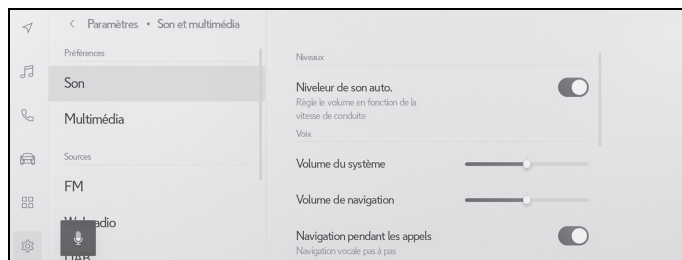 Paramètres • Son et multimédia
Préférences
Son
Multimédia
Sources
FM
Niveaux
Niveleur de son auto.
Règle le volume en fonction de la
vitesse de conduite
Voix
Volume du système
Volume de navigation
Navigation pendant les appels
Navigation vocale pas à pas